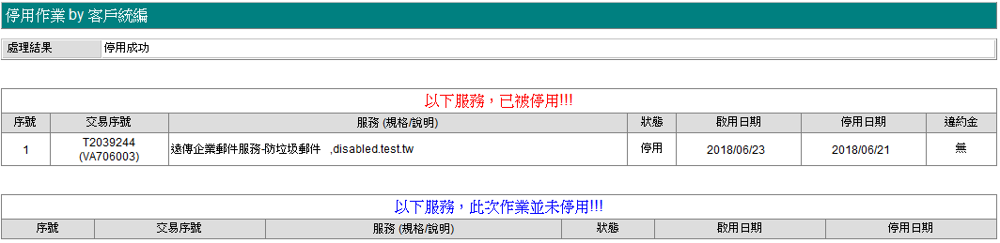 停用作業 by 客戶統編
處理結果 停用成功
以下服務，已被停用!!!
序號 交易序號 服務 (規格/說明) 狀態 啟用日期 停用日期 違約金
1 T2039244 (VA706003) 遠傳企業郵件服務-防垃圾郵件 ,disabled.test.tw 停用 2018/06/23 2018/06/21 無
以下服務，此次作業並未停用!!!
序號 交易序號 服務 (規格/說明) 狀態 啟用日期 停用日期